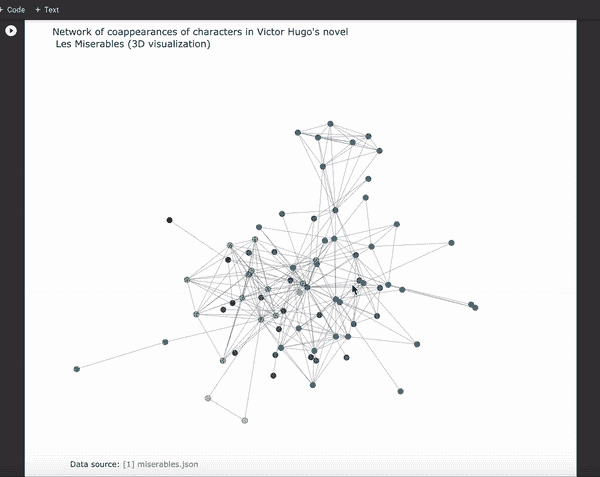 + Code + Text
Network of coappearances of characters in Victor Hugo's novel
Les Miserables (3D visualization)
Data source: [1] miserables.json